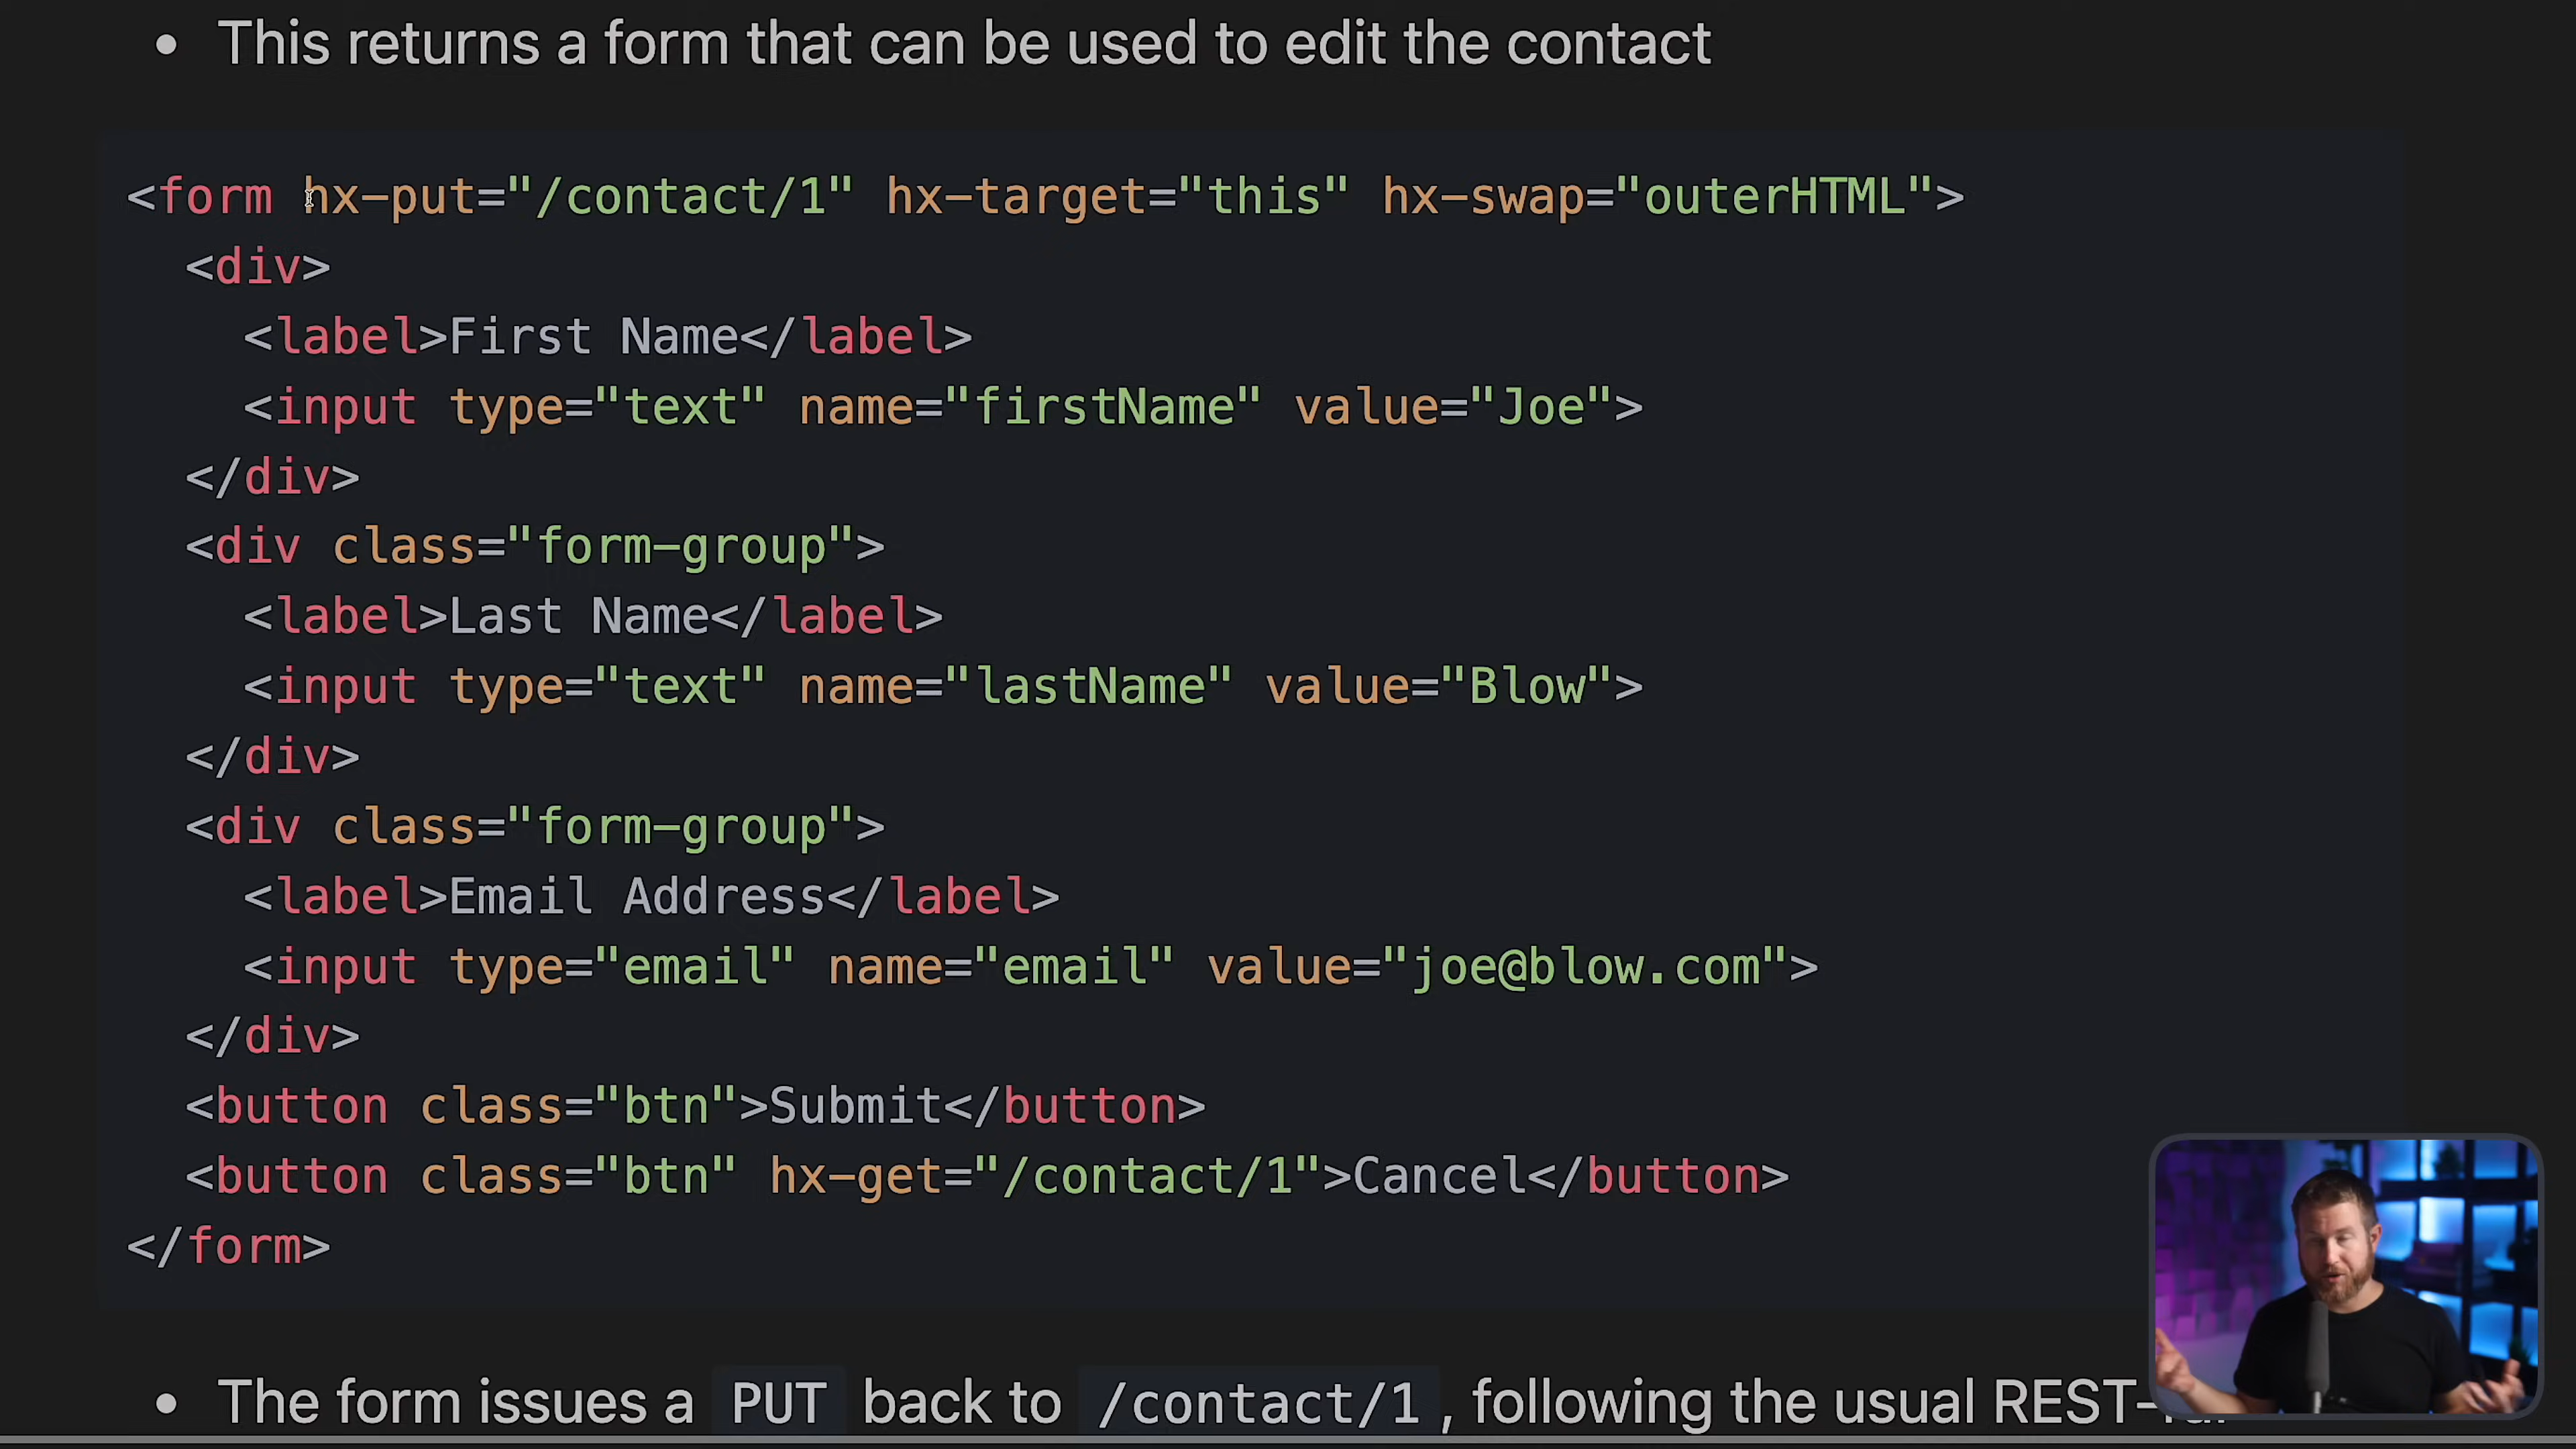 • This returns a form that can be used to edit the contact
<form hx-put="/contact/1" hx-target="this" hx-swap="outerHTML">
  <div>
    <label>First Name</label>
    <input type="text" name="firstName" value="Joe">
  </div>
  <div class="form-group">
    <label>Last Name</label>
    <input type="text" name="lastName" value="Blow">
  </div>
  <div class="form-group">
    <label>Email Address</label>
    <input type="email" name="email" value="joe@blow.com">
  </div>
  <button class="btn">Submit</button>
  <button class="btn" hx-get="/contact/1">Cancel</button>
</form>
• The form issues a PUT back to /contact/1, following the usual